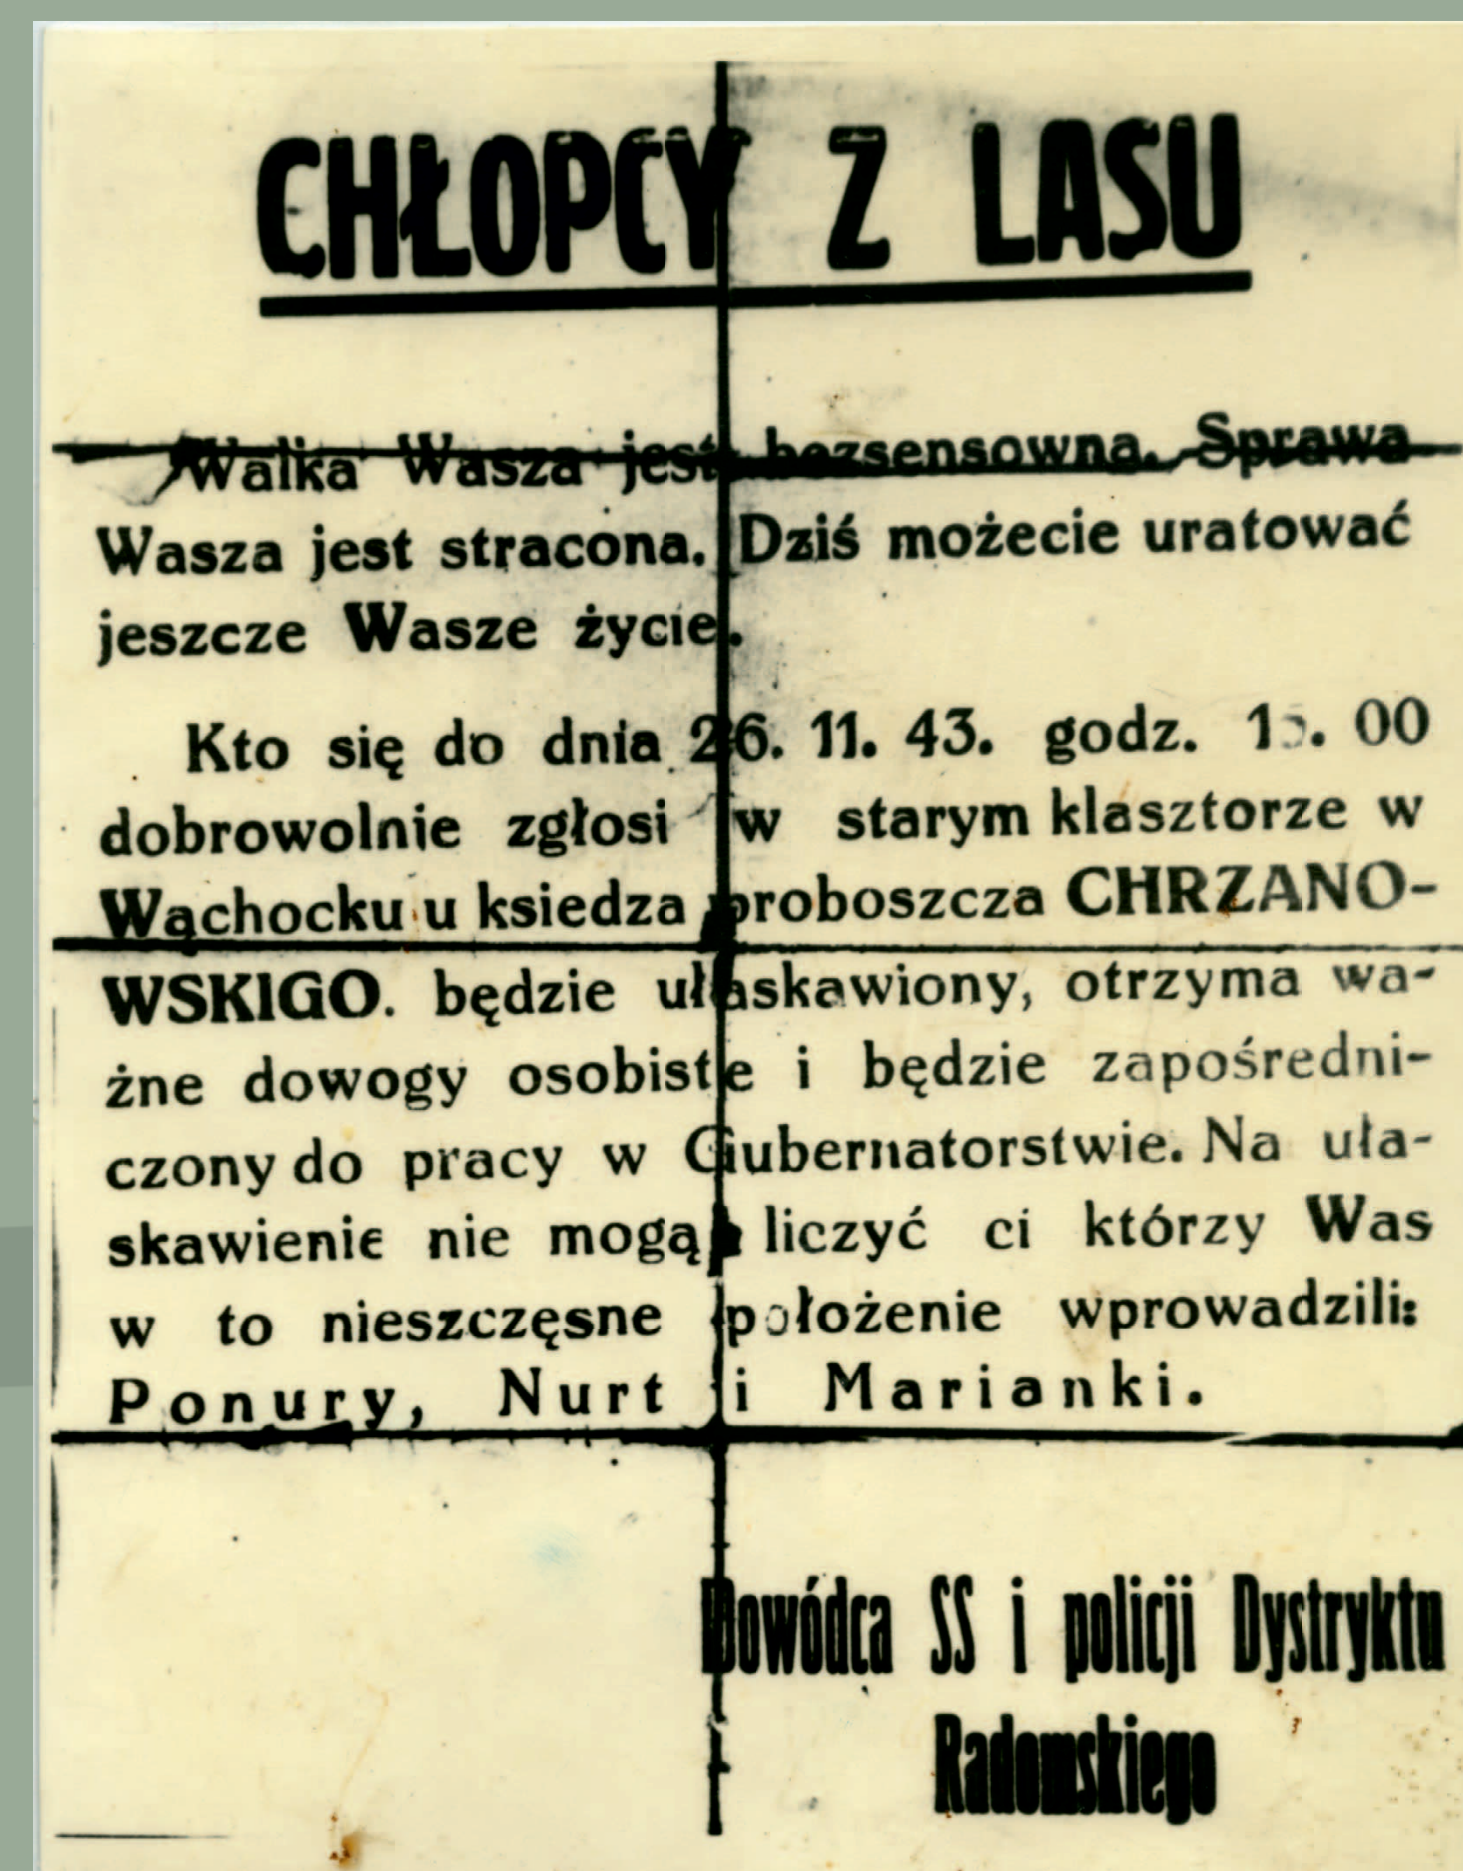 CHŁOPCY Z LASU
Walka Wasza jest bezsensowna. Sprawa
Wasza jest stracona. Dziś możecie uratować
jeszcze Wasze życie.
Kto się do dnia 26. 11. 43. godz. 00
dobrowolnie zgłosi w starym klasztorze w
Wąchocku u ksiedza proboszcza CHRZANO-
WSKIGO. będzie ułaskawiony, otrzyma wa-
żne dowogy osobiste i będzie zapośredni-
czony do pracy w Gubernatorstwie. Na uła-
skawienie nie mogą liczyć ci którzy Was
w to nieszczęsne położenie wprowadzili:
Ponury, Nurt i Marianki.
Dowódca SS i policji Dystryktu
Radomskiego